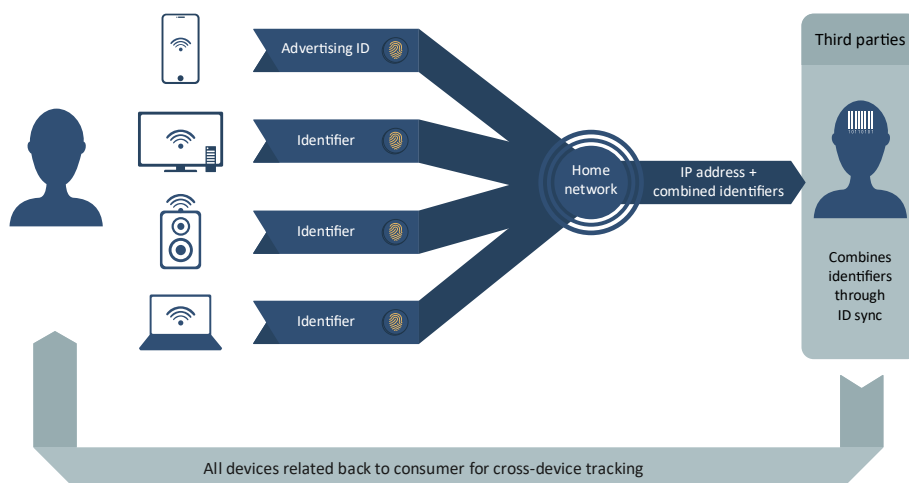 Advertising ID
Identifier
Identifier
Identifier
Home
network
IP address +
combined identifiers
Third parties
10110101
Combines
identifiers
through
ID sync
All devices related back to consumer for cross-device tracking